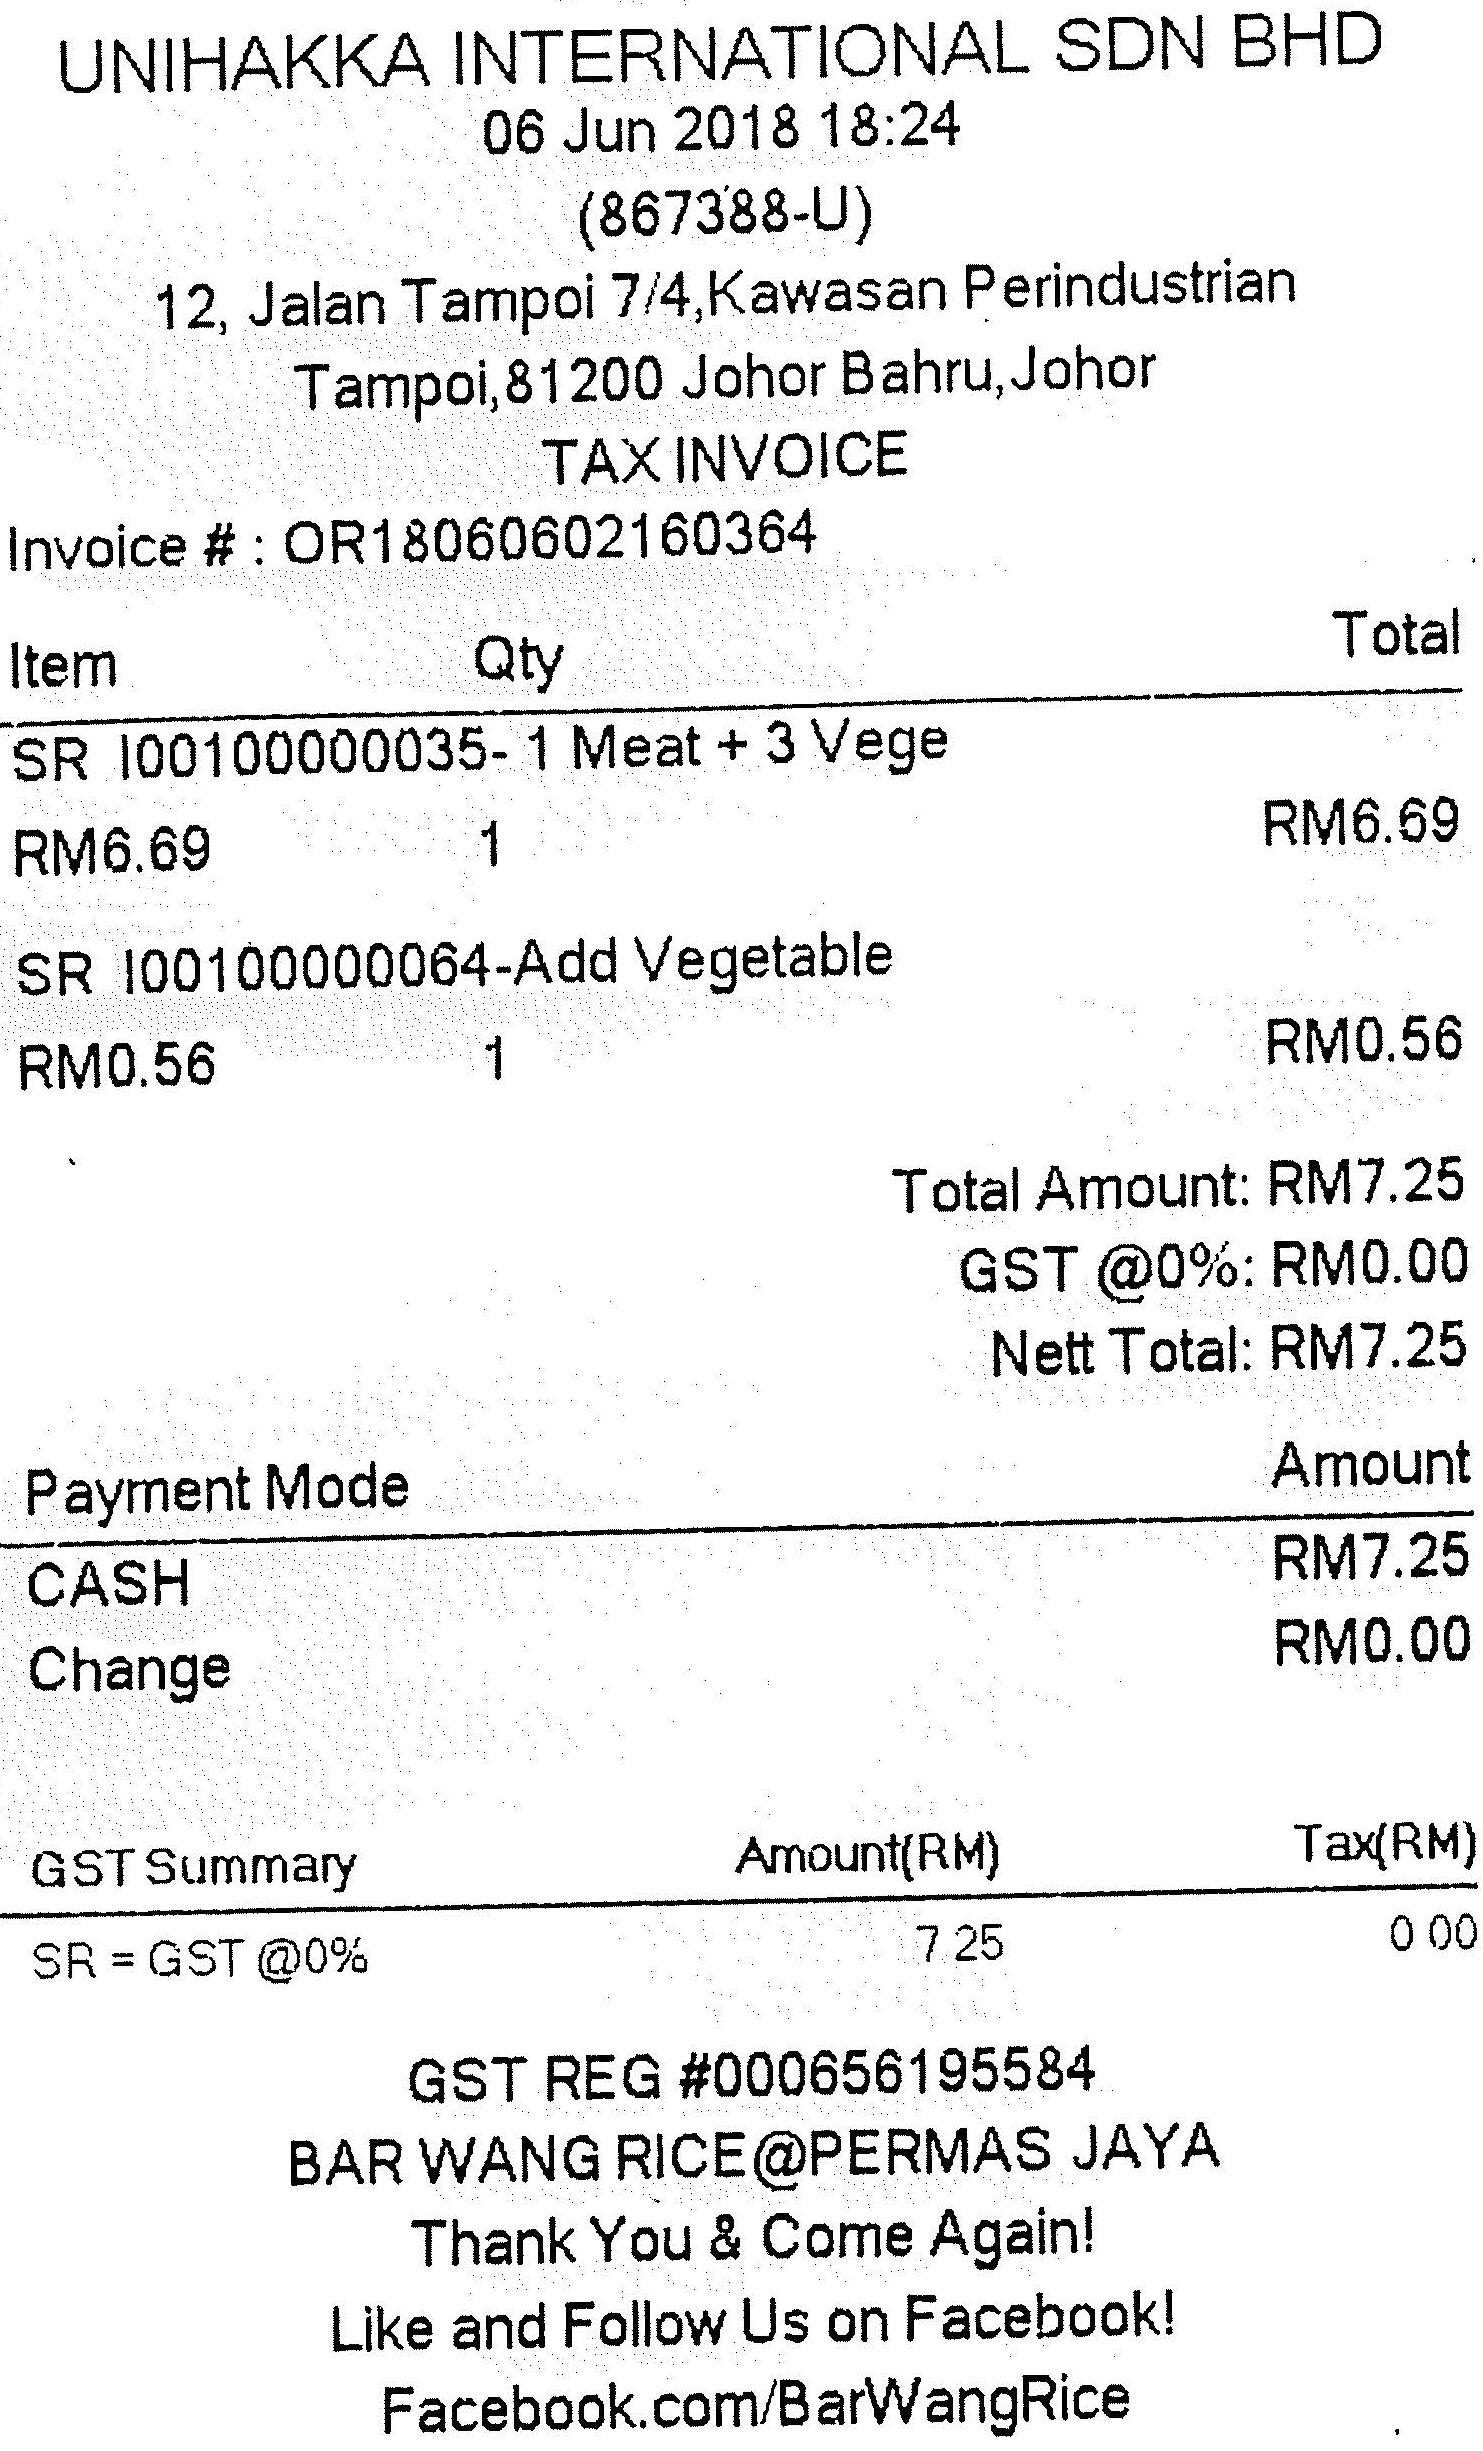 UNIHAKKA INTERNATIONAL SDN BHD
06 Jun 2018 18:24
(867388-U)
12, Jalan Tampoi 7/4,Kawasan Perindustrian
Tampoi,81200 Johor Bahru,Johor
TAX INVOICE
Invoice # : OR18060602160364
Item Qty Total
SR I00100000035- 1 Meat + 3 Vege
RM6.69 1 RM6.69
SR I00100000064-Add Vegetable
RM0.56 1 RM0.56
Total Amount: RM7.25
GST @0%: RM0.00
Nett Total: RM7.25
Payment Mode Amount
CASH RM7.25
Change RM0.00
GST Summary Amount(RM) Tax(RM)
SR = GST @0% 7.25 0.00
GST REG #000656195584
BAR WANG RICE@PERMAS JAYA
Thank You & Come Again!
Like and Follow Us on Facebook!
Facebook.com/BarWangRice